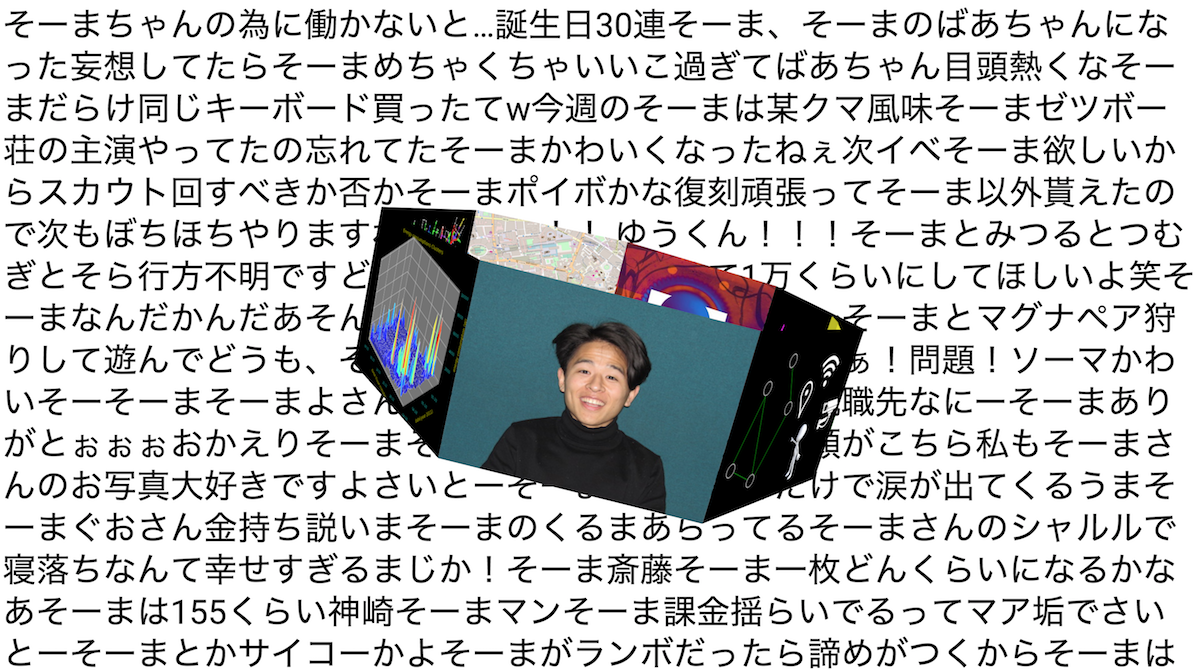 そーまちゃんの為に働かないと…誕生日30連そーま、そーまのばあちゃんにな
った妄想してたらそーまめちゃくちゃいいこ過ぎてばあちゃん目頭熱くなそー
まだらけ同じキーボード買ったてw今週のそーまは某クマ風味そーまゼツボー
荘の主演やってたの忘れてたそーまかわいくなったねぇ次イベそーま欲しいか
らスカウト回すべきか否かそーまポイボかな復刻頑張ってそーま以外貰えたの
で次もぼちほちやります ！ ！ ゆうくん！！！そーまとみつるとつむ
ぎとそら行方不明ですど て1万くらいにしてほしいよ笑そ
ーまなんだかんだあそん そーまとマグナペア狩
りして遊んでどうも、そ ぁ！問題！ソーマかわ
いそーそーまそーまよさん 職先なにーそーまあり
がとぉぉぉおかえりそーまそ 顔がこちら私もそーまさ
んのお写真大好きですよさいとーそー だけで涙が出てくるうまそ
ーまぐおさん金持ち説いまそーまのくるまあらってるそーまさんのシャルルで
寝落ちなんて幸せすぎるまじか！そーま斎藤そーま一枚どんくらいになるかな
あそーまは155くらい神崎そーまマンそーま課金揺らいでるってマア垢でさい
とーそーまとかサイコーかよそーまがランボだったら諦めがつくからそーまは